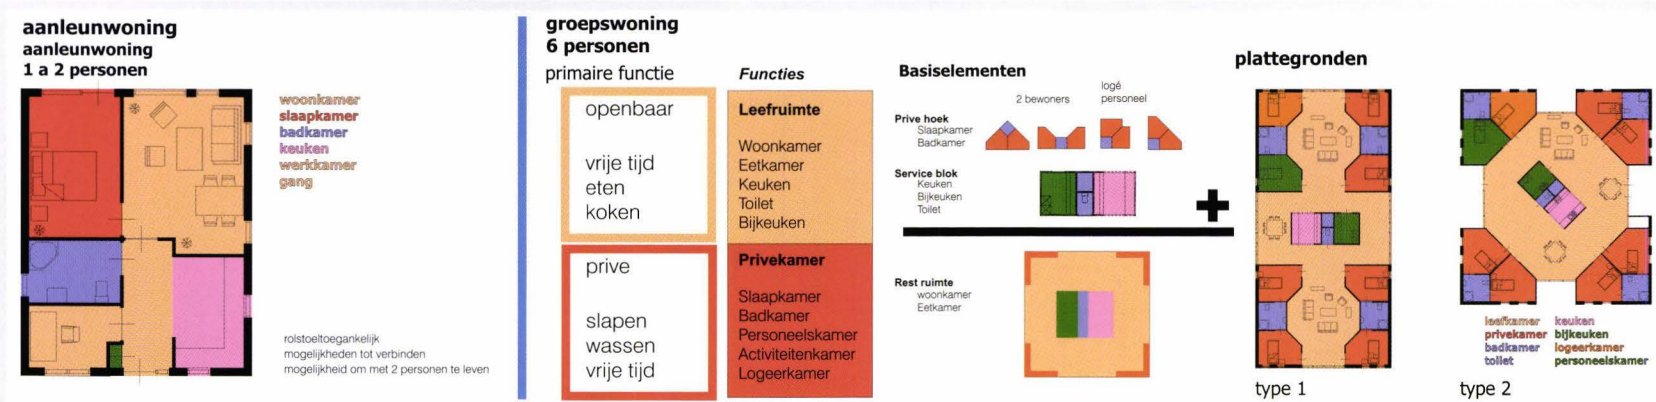 aanleunwoning
aanleunwoning
1 a 2 personen
woonkamer
slaapkamer
badkamer
keuken
werkkamer
gang
rolstoeltoegankelijk
mogelijkheden tot verbinden
mogelijkheid om met 2 personen te leven
groepswoning
6 personen
primaire functie
openbaar
vrije tijd
eten
koken
prive
slapen
wassen
vrije tijd
Functies
Leefruimte
Woonkamer
Eetkamer
Keuken
Toilet
Bijkeuken
Privekamer
Slaapkamer
Badkamer
Personeelskamer
Activiteitenkamer
Logeerkamer
Basiselementen
2 bewoners
logé
personeel
Prive hoek
Slaapkamer
Badkamer
Service blok
Keuken
Bijkeuken
Toilet
Rest ruimte
woonkamer
Eetkamer
plattegronden
type 1
leefkamer
privekamer
badkamer
toilet
keuken
bijkeuken
logeerkamer
personeelskamer
type 2